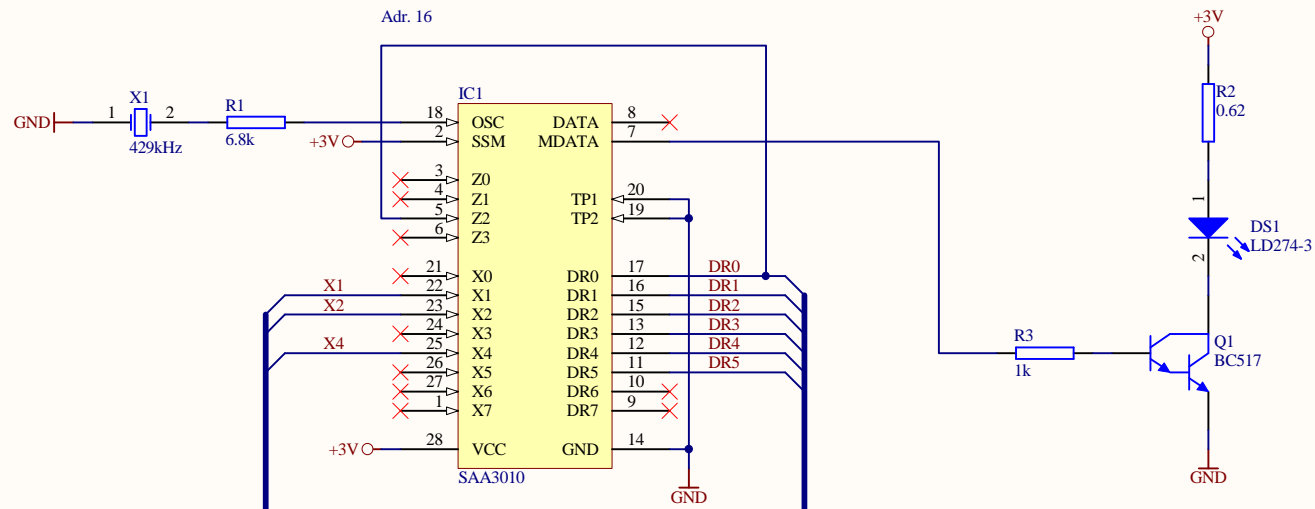 Adr. 16
+3V
IC1
X1
1
2
GND
429kHz
R1
6.8k
18
OSC
DATA
8
+3V
2
SSM
MDATA
7
3
Z0
4
Z1
TP1
20
5
Z2
TP2
19
6
Z3
21
X0
DR0
17
DR0
X1
22
X1
DR1
16
DR1
X2
23
X2
DR2
15
DR2
24
X3
DR3
13
DR3
X4
25
X4
DR4
12
DR4
26
X5
DR5
11
DR5
27
X6
DR6
10
1
X7
DR7
9
+3V
28
VCC
GND
14
SAA3010
GND
R2
0.62
1
DS1
LD274-3
2
R3
1k
Q1
BC517
GND